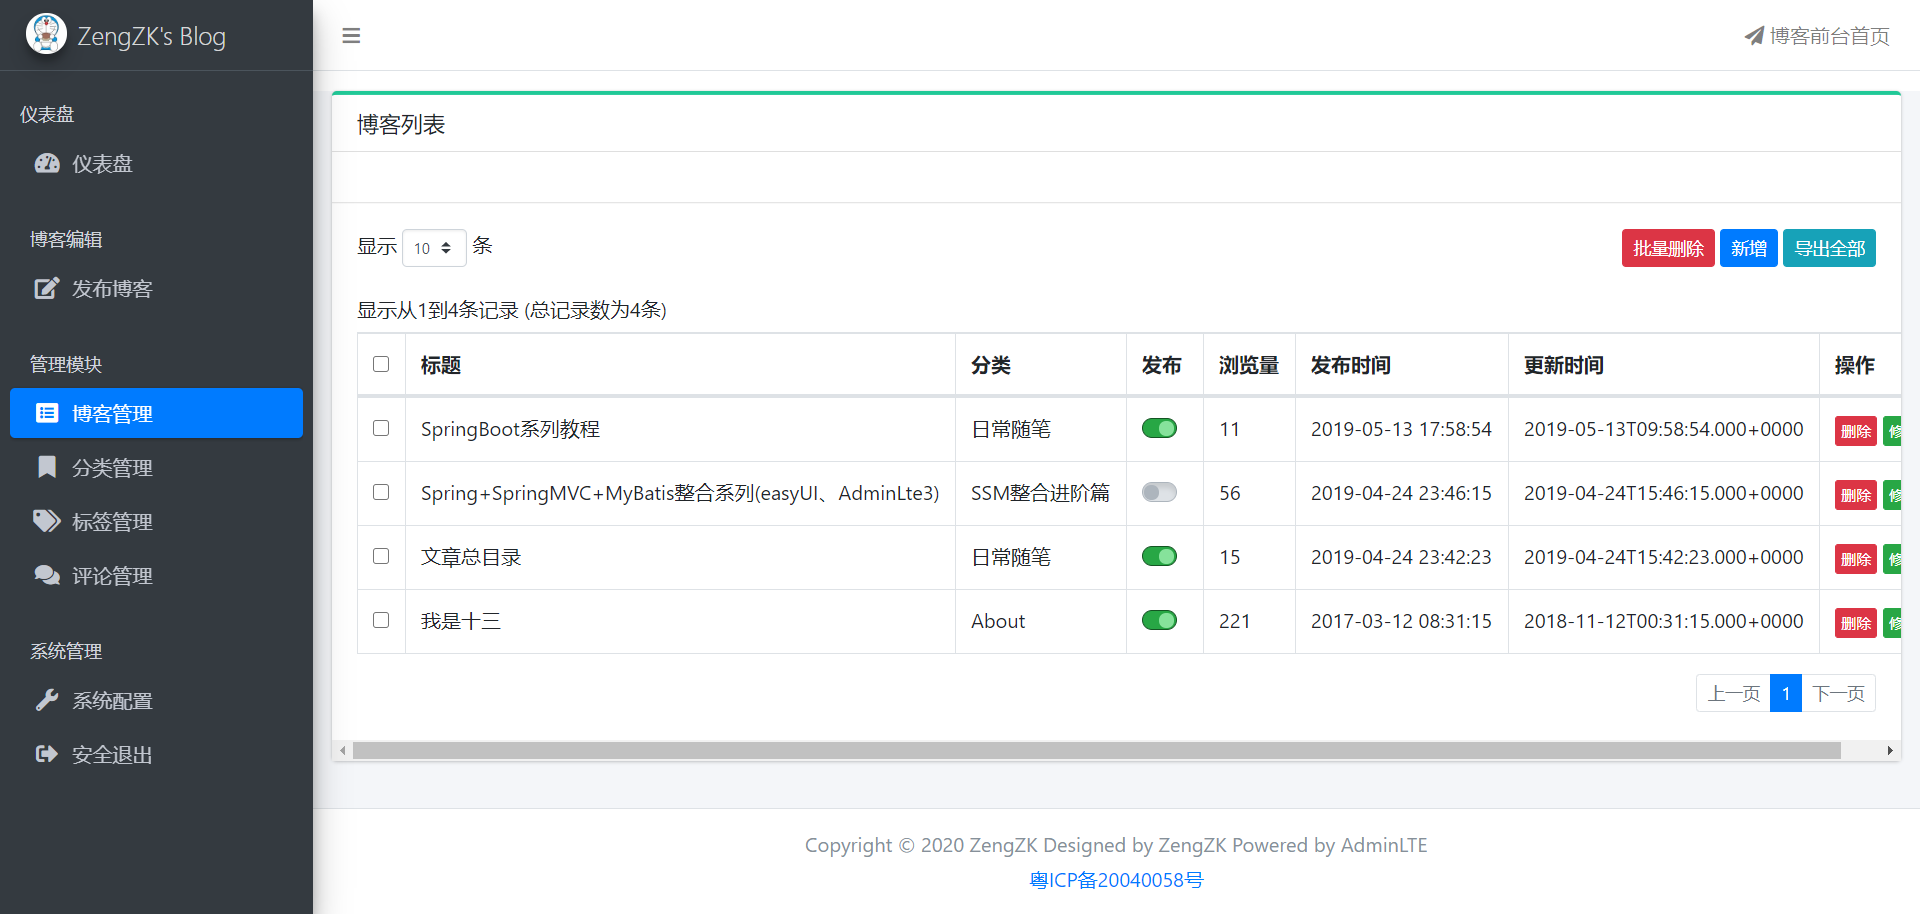 ZengZK's Blog
博客前台首页
仪表盘
仪表盘
博客编辑
发布博客
管理模块
博客管理
分类管理
标签管理
评论管理
系统管理
系统配置
安全退出
博客列表
显示 10 条
批量删除 新增 导出全部
显示从1到4条记录 (总记录数为4条)
标题 分类 发布 浏览量 发布时间 更新时间 操作
SpringBoot系列教程 日常随笔 11 2019-05-13 17:58:54 2019-05-13T09:58:54.000+0000 删除
Spring+SpringMVC+MyBatis整合系列(easyUI、AdminLte3) SSM整合进阶篇 56 2019-04-24 23:46:15 2019-04-24T15:46:15.000+0000 删除
文章总目录 日常随笔 15 2019-04-24 23:42:23 2019-04-24T15:42:23.000+0000 删除
我是十三 About 221 2017-03-12 08:31:15 2018-11-12T00:31:15.000+0000 删除
上一页 1 下一页
Copyright © 2020 ZengZK Designed by ZengZK Powered by AdminLTE
粤ICP备20040058号